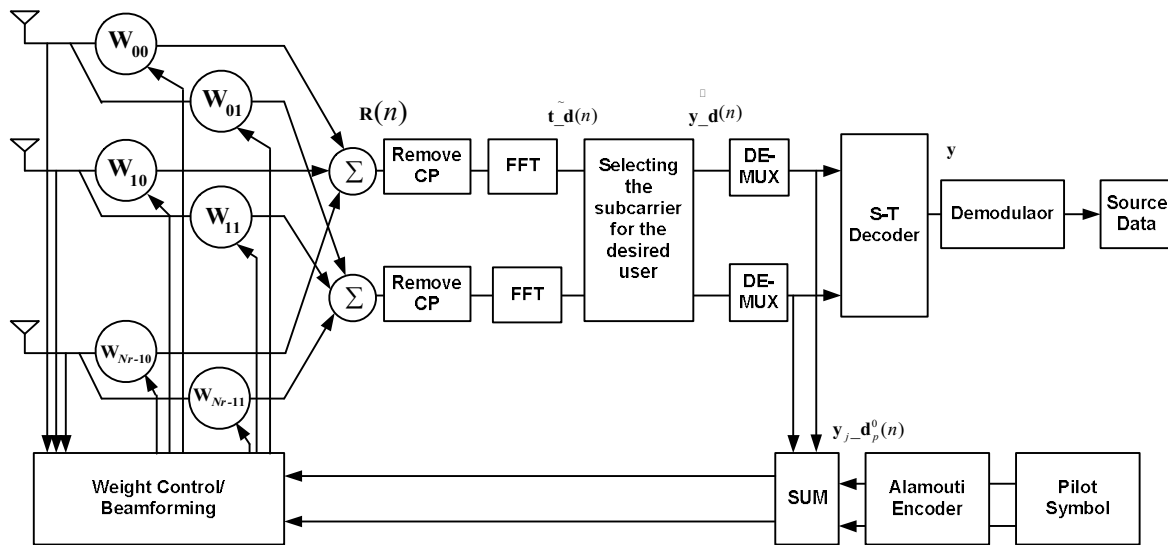 W00
W01
R(n)
t̃_d(n)
y_d(n)
W10
W11
Σ
Remove
CP
FFT
Selecting
the
subcarrier
for the
desired
user
DE-
MUX
S-T
Decoder
y
Demodulaor
Source
Data
Σ
Remove
CP
FFT
DE-
MUX
WNr-10
WNr-11
yj_dp0(n)
Weight Control/
Beamforming
SUM
Alamouti
Encoder
Pilot
Symbol